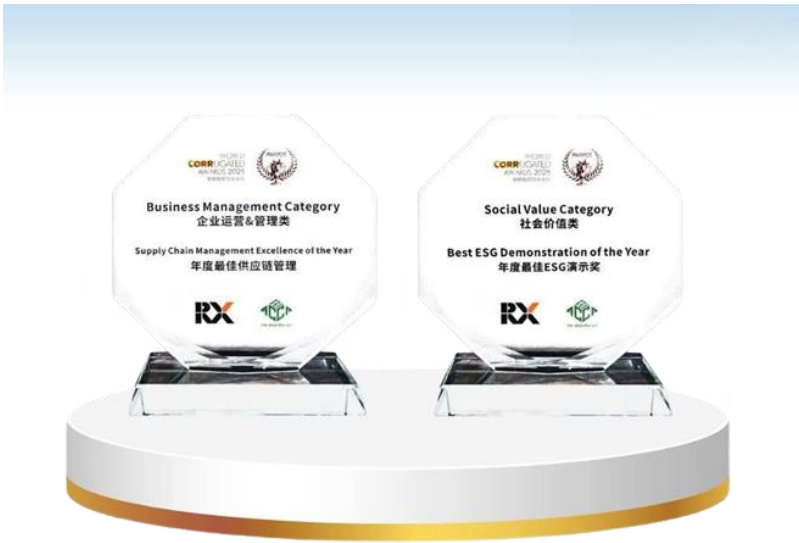 WORLD
CORRUGATED
AWARDS 2025
Business Management Category
企业运营&管理类
Supply Chain Management Excellence of the Year
年度最佳供应链管理
RX
WORLD
CORRUGATED
AWARDS 2025
Social Value Category
社会价值类
Best ESG Demonstration of the Year
年度最佳ESG演示奖
RX